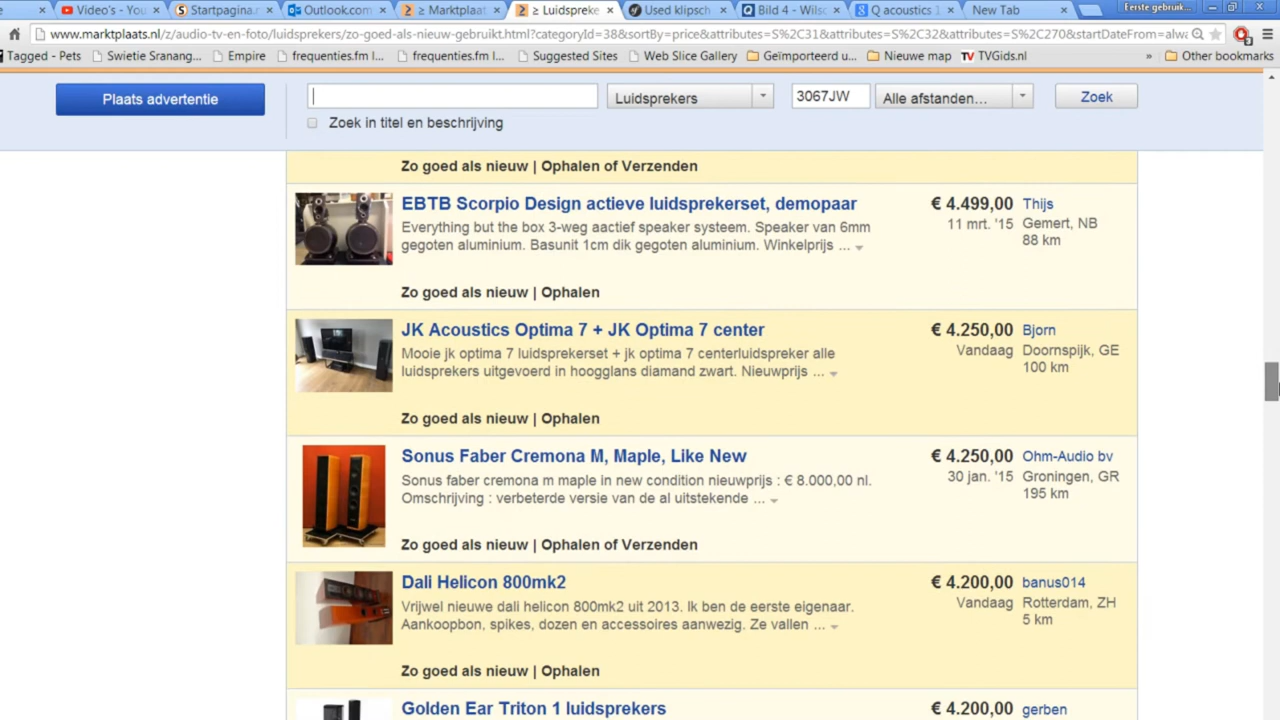 Video's - You
Startpagina.n
Outlook.com
≥ Marktplaat
≥ Luidspreke
Used klipsch
Bild 4 - Wilso
Q acoustics 1
New Tab
Eerste gebruik...
www.marktplaats.nl/z/audio-tv-en-foto/luidsprekers/zo-goed-als-nieuw-gebruikt.html?categoryId=38&sortBy=price&attributes=S%2C31&attributes=S%2C32&attributes=S%2C270&startDateFrom=alwa
Tagged - Pets
Swietie Sranang...
Empire
frequenties.fm I...
frequenties.fm I...
Suggested Sites
Web Slice Gallery
Geïmporteerd u...
Nieuwe map
TV TVGids.nl
»
Other bookmarks
Plaats advertentie
Luidsprekers
3067JW
Alle afstanden...
Zoek
Zoek in titel en beschrijving
Zo goed als nieuw | Ophalen of Verzenden
EBTB Scorpio Design actieve luidsprekerset, demopaar € 4.499,00 Thijs
Everything but the box 3-weg aactief speaker systeem. Speaker van 6mm 11 mrt. '15 Gemert, NB
gegoten aluminium. Basunit 1cm dik gegoten aluminium. Winkelprijs ... 88 km
Zo goed als nieuw | Ophalen
JK Acoustics Optima 7 + JK Optima 7 center € 4.250,00 Bjorn
Mooie jk optima 7 luidsprekerset + jk optima 7 centerluidspreker alle Vandaag Doornspijk, GE
luidsprekers uitgevoerd in hoogglans diamand zwart. Nieuwprijs ... 100 km
Zo goed als nieuw | Ophalen
Sonus Faber Cremona M, Maple, Like New € 4.250,00 Ohm-Audio bv
Sonus faber cremona m maple in new condition nieuwprijs : € 8.000,00 nl. 30 jan. '15 Groningen, GR
Omschrijving : verbeterde versie van de al uitstekende ... 195 km
Zo goed als nieuw | Ophalen of Verzenden
Dali Helicon 800mk2 € 4.200,00 banus014
Vrijwel nieuwe dali helicon 800mk2 uit 2013. Ik ben de eerste eigenaar. Vandaag Rotterdam, ZH
Aankoopbon, spikes, dozen en accessoires aanwezig. Ze vallen ... 5 km
Zo goed als nieuw | Ophalen
Golden Ear Triton 1 luidsprekers € 4.200,00 gerben